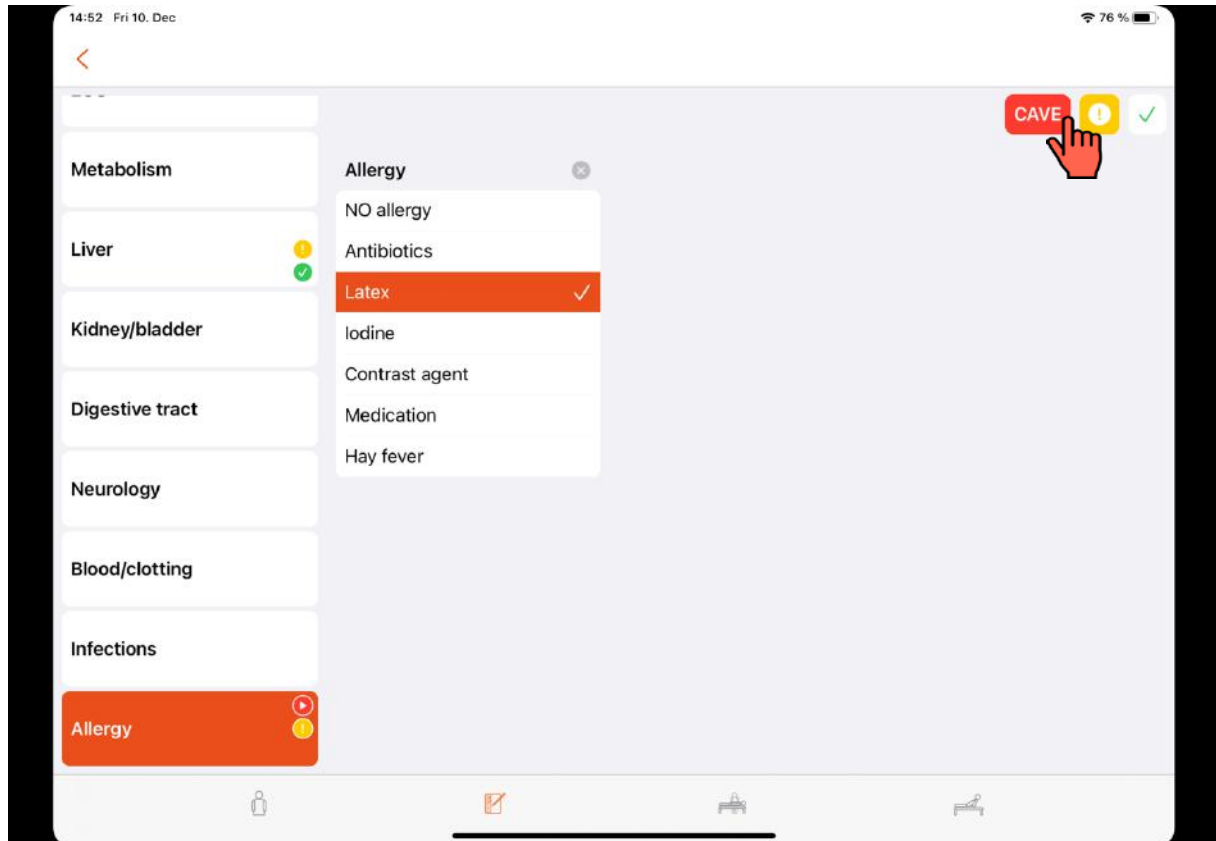 14:52 Fri 10. Dec
76 %
CAVE
Metabolism
Liver
Kidney/bladder
Digestive tract
Neurology
Blood/clotting
Infections
Allergy
Allergy
NO allergy
Antibiotics
Latex
Iodine
Contrast agent
Medication
Hay fever